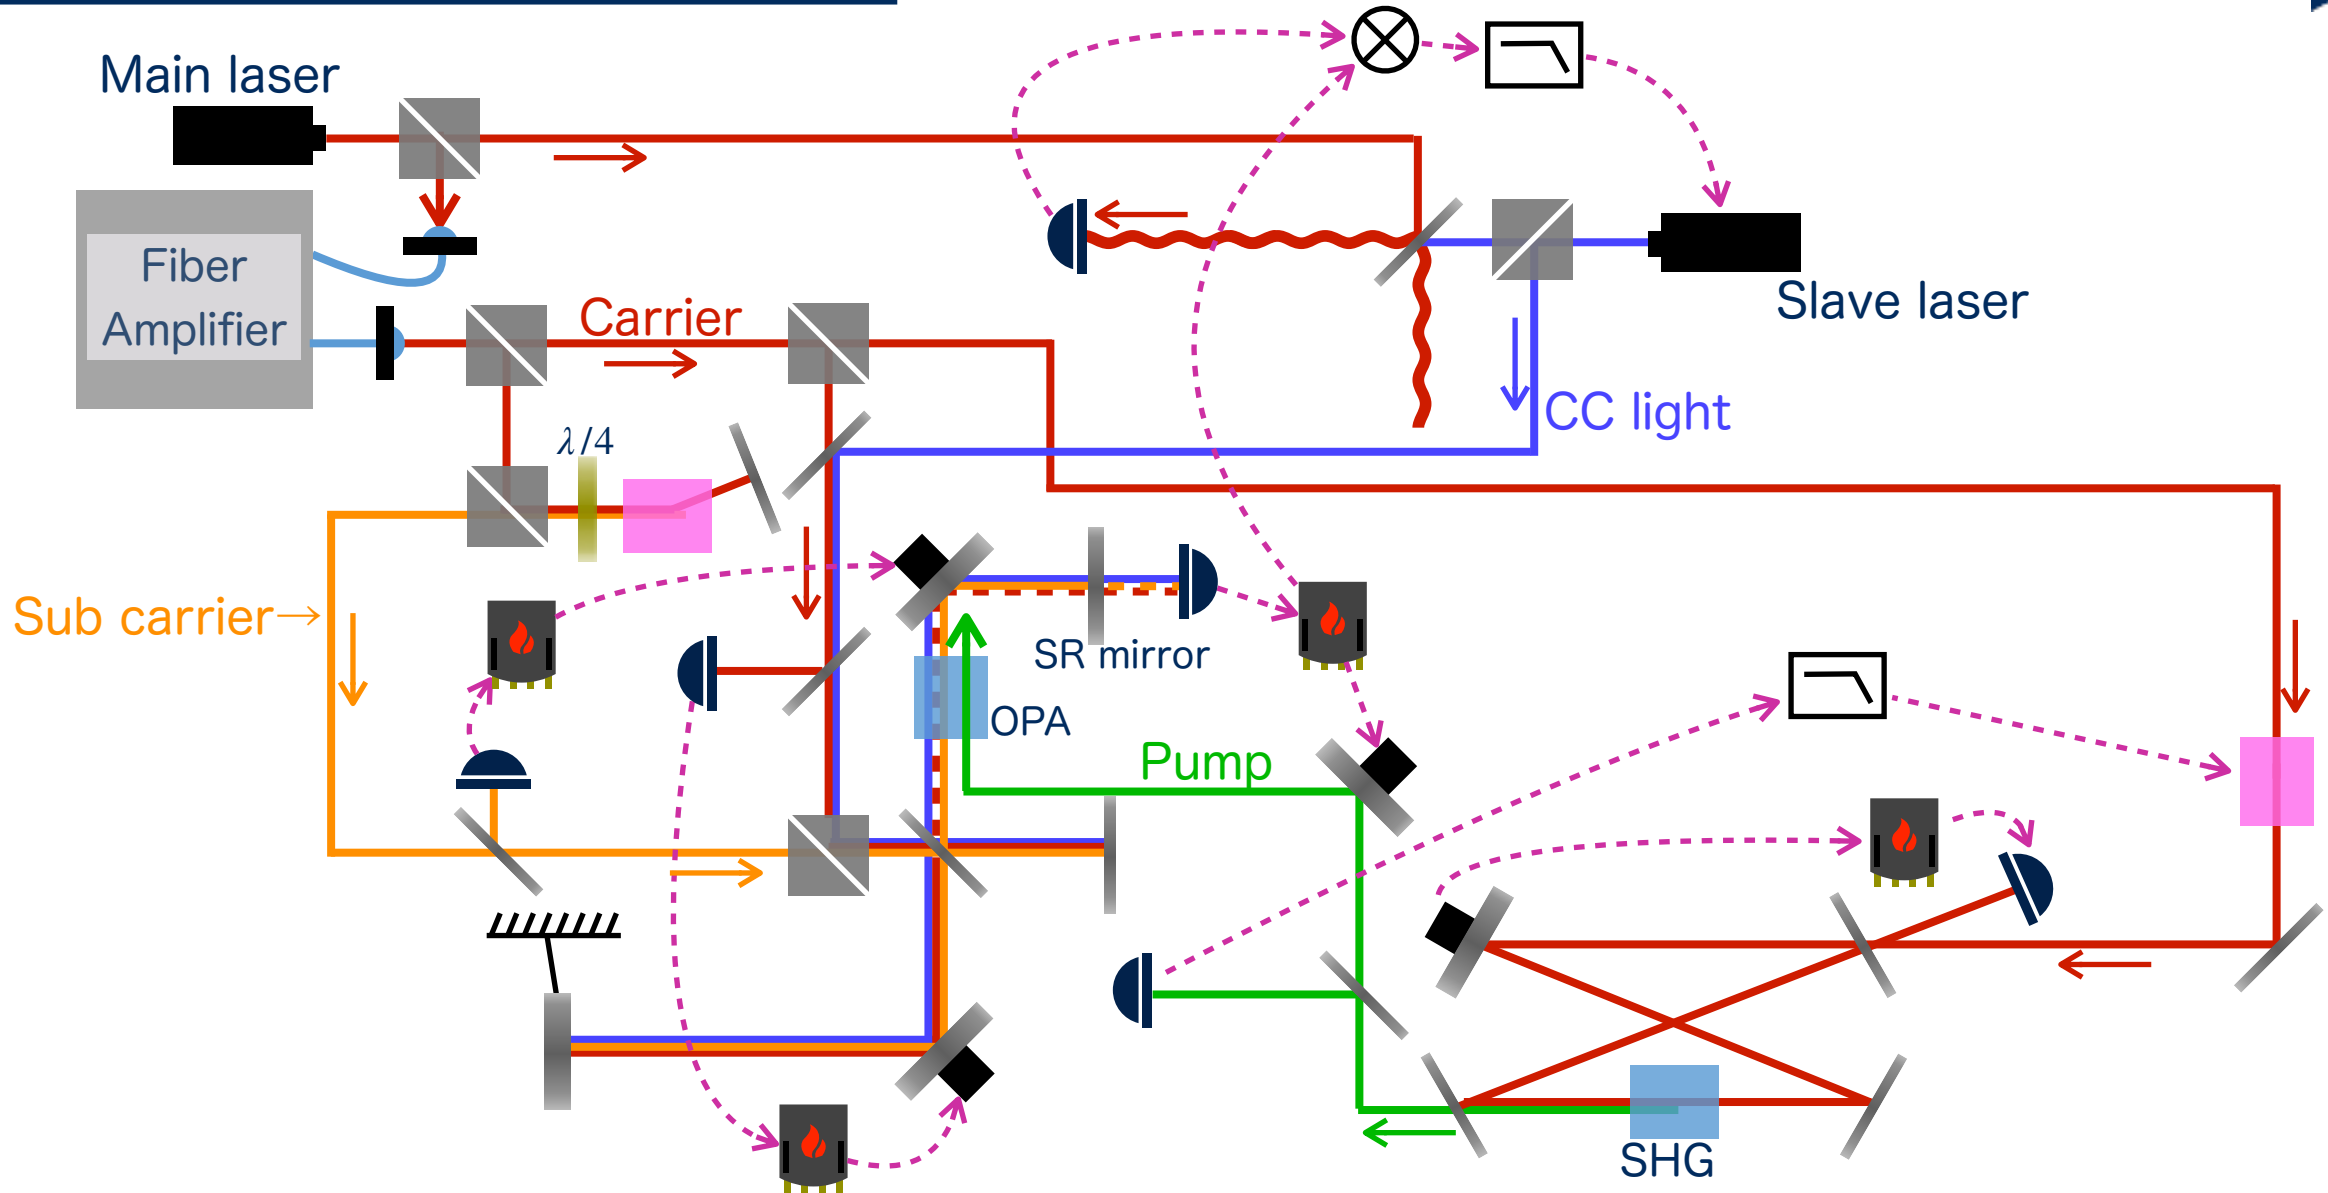 Main laser
Fiber
Amplifier
Carrier
Slave laser
CC light
λ/4
Sub carrier→
SR mirror
OPA
Pump
SHG